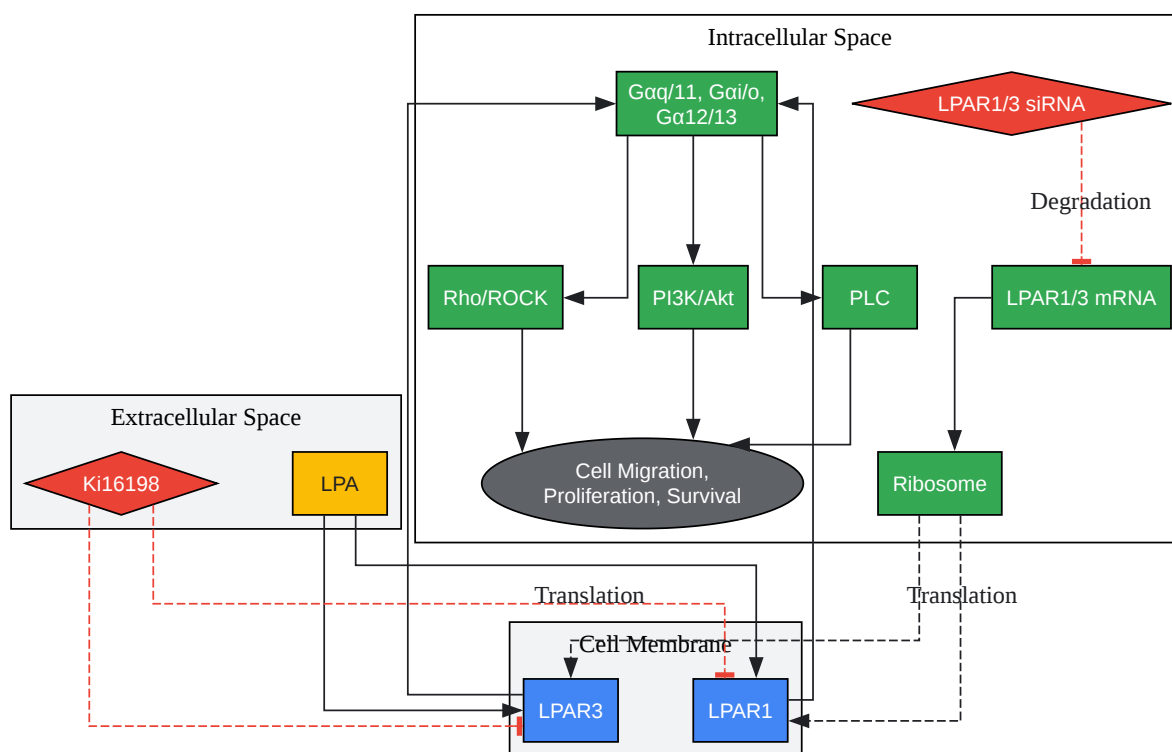 Intracellular Space
Gαq/11, Gαi/o,
Gα12/13
LPAR1/3 siRNA
Degradation
Rho/ROCK
PI3K/Akt
PLC
LPAR1/3 mRNA
Extracellular Space
Ki16198
LPA
Cell Migration,
Proliferation, Survival
Ribosome
Translation
Translation
Cell Membrane
LPAR3
LPAR1